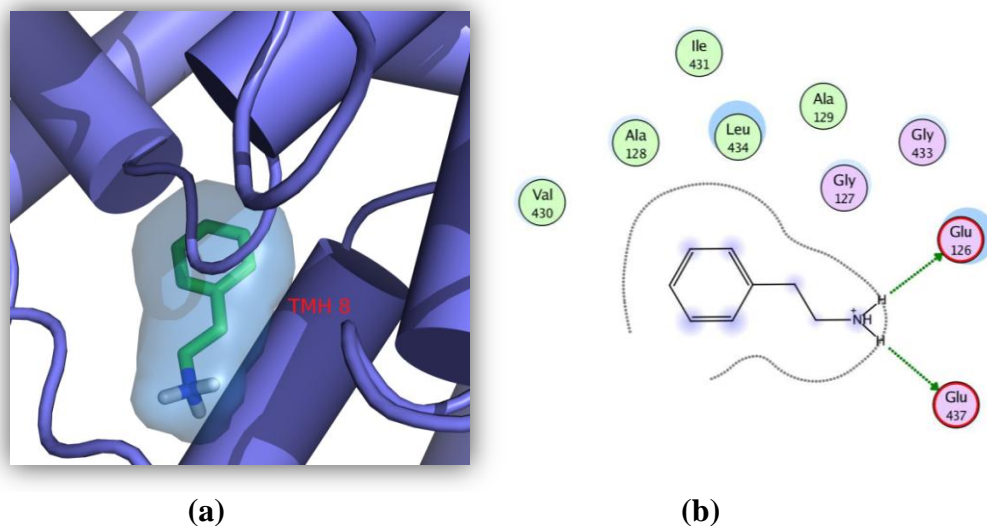 TMH 8
Ile
431
Ala
129
Ala
128
Leu
434
Gly
433
Gly
127
Val
430
Glu
126
H
+
NH
H
Glu
437
(a)
(b)